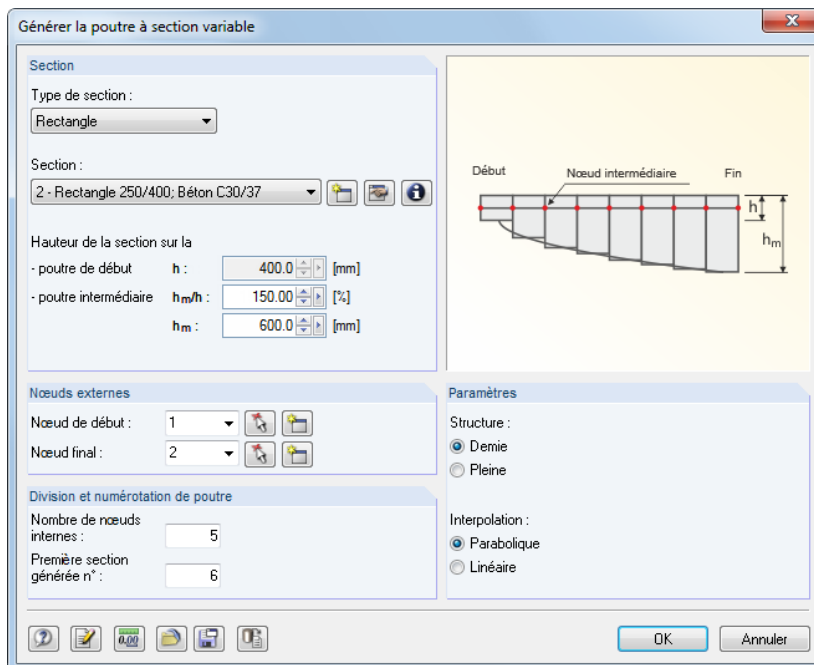 Générer la poutre à section variable
Section
Type de section :
Rectangle
Section :
2 - Rectangle 250/400; Béton C30/37
Hauteur de la section sur la
- poutre de début h : 400.0 [mm]
- poutre intermédiaire hm/h : 150.00 [%]
hm : 600.0 [mm]
Début Nœud intermédiaire Fin
h
hm
Nœuds externes
Nœud de début : 1
Nœud final : 2
Division et numérotation de poutre
Nombre de nœuds
internes : 5
Première section
générée n° : 6
Paramètres
Structure :
Demie
Pleine
Interpolation :
Parabolique
Linéaire
0.00
OK Annuler